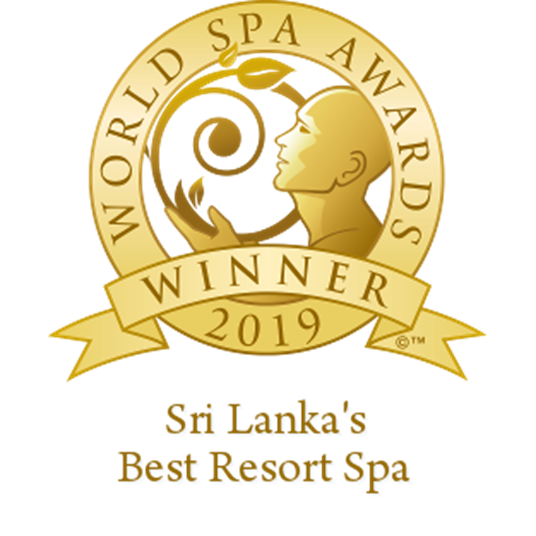 WORLD SPA AWARDS
WINNER
2019
©™
Sri Lanka's
Best Resort Spa